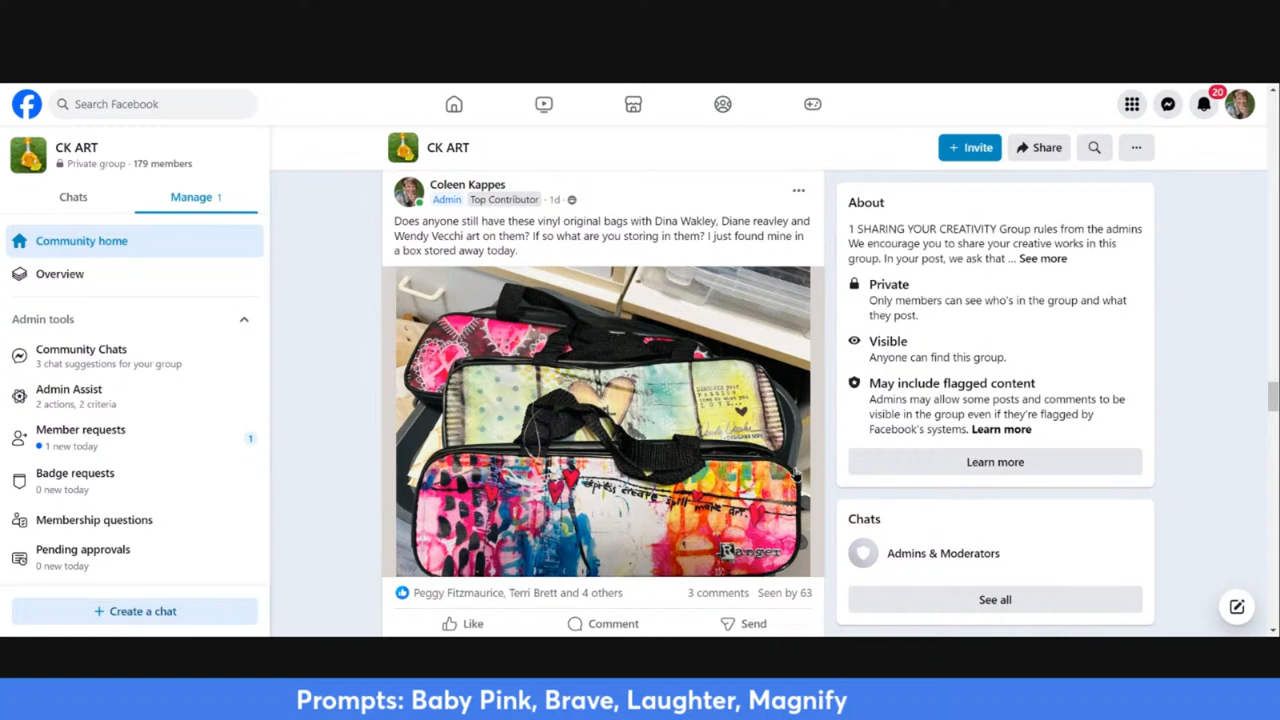 Search Facebook
20
CK ART
Private group · 179 members
Chats
Manage 1
Community home
Overview
Admin tools
Community Chats
3 chat suggestions for your group
Admin Assist
2 actions, 2 criteria
Member requests
1 new today
1
Badge requests
0 new today
Membership questions
Pending approvals
0 new today
+ Create a chat
CK ART
+ Invite
Share
Coleen Kappes
Admin Top Contributor · 1d ·
Does anyone still have these vinyl original bags with Dina Wakley, Diane reavley and
Wendy Vecchi art on them? If so what are you storing in them? I just found mine in
a box stored away today.
DISCOVER your
PASSION
LOVE...
express create spill make art.
Ranger
Peggy Fitzmaurice, Terri Brett and 4 others
3 comments Seen by 63
Like
Comment
Send
About
1 SHARING YOUR CREATIVITY Group rules from the admins
We encourage you to share your creative works in this
group. In your post, we ask that ... See more
Private
Only members can see who's in the group and what
they post.
Visible
Anyone can find this group.
May include flagged content
Admins may allow some posts and comments to be
visible in the group even if they're flagged by
Facebook's systems. Learn more
Learn more
Chats
Admins & Moderators
See all
Prompts: Baby Pink, Brave, Laughter, Magnify